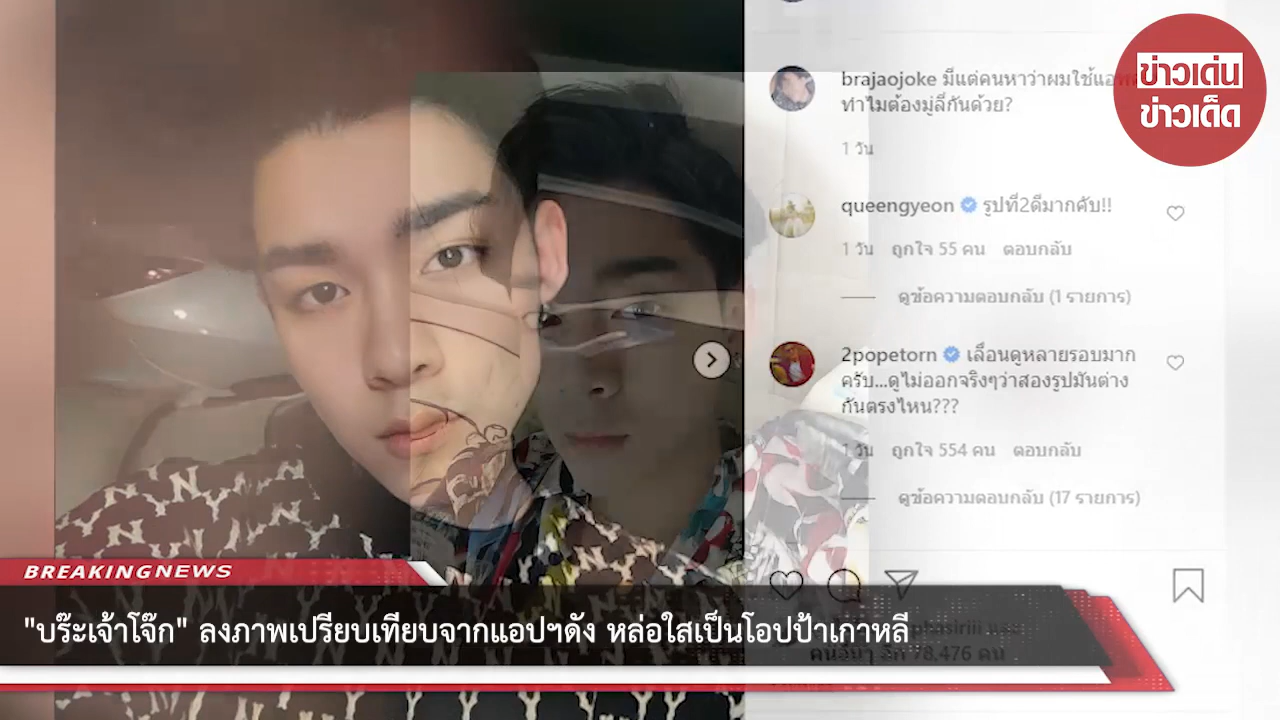 ข่าวเด่น
ข่าวเด็ด
brajaojoke มีแต่คนหาว่าผมใช้
ทำไมต้องมู่ลี่กันด้วย?
1 วัน
queengyeon รูปที่2ดีมากคับ!!
1 วัน ถูกใจ 55 คน ตอบกลับ
ดูข้อความตอบกลับ (1 รายการ)
2popetorn เลื่อนดูหลายรอบมาก
ครับ...ดูไม่ออกจริงๆว่าสองรูปมันต่าง
กันตรงไหน???
1 วัน ถูกใจ 554 คน ตอบกลับ
ดูข้อความตอบกลับ (17 รายการ)
BREAKINGNEWS
"บร๊ะเจ้าโจ๊ก" ลงภาพเปรียบเทียบจากแอปฯดัง หล่อใสเป็นโอปป้าเกาหลี
คนอื่นๆ อีก 78,476 คน